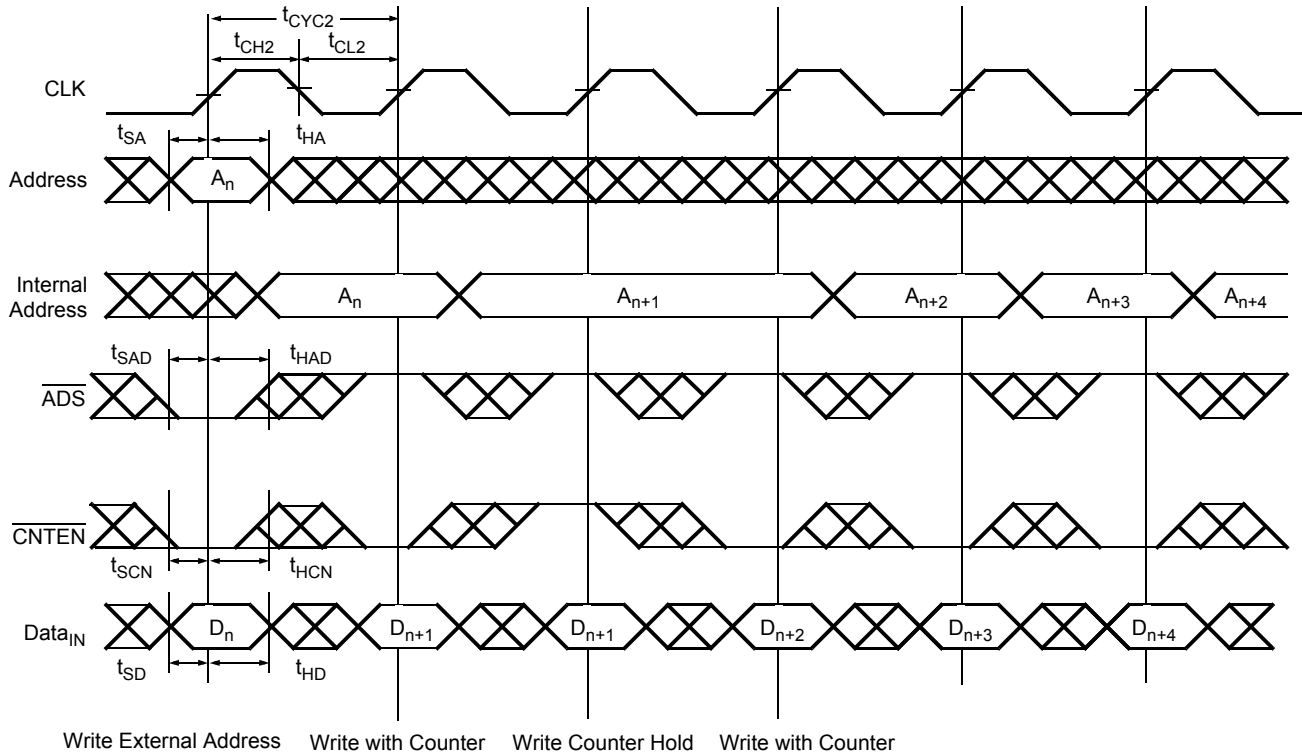 tCYC2
tCH2 tCL2
CLK
tSA tHA
Address An
Internal Address An An+1 An+2 An+3 An+4
tSAD tHAD
ADS
CNTEN
tSCN tHCN
DataIN Dn Dn+1 Dn+1 Dn+2 Dn+3 Dn+4
tSD tHD
Write External Address Write with Counter Write Counter Hold Write with Counter